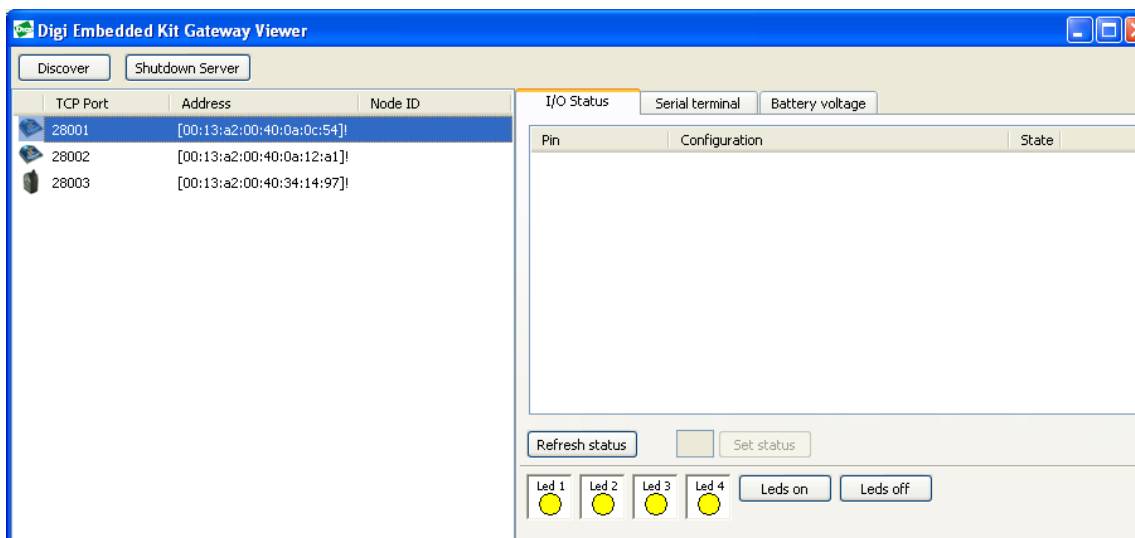 Digi Embedded Kit Gateway Viewer
Discover Shutdown Server
TCP Port Address Node ID
28001 [00:13:a2:00:40:0a:0c:54]!
28002 [00:13:a2:00:40:0a:12:a1]!
28003 [00:13:a2:00:40:34:14:97]!
I/O Status Serial terminal Battery voltage
Pin Configuration State
Refresh status Set status
Led 1 Led 2 Led 3 Led 4 Leds on Leds off